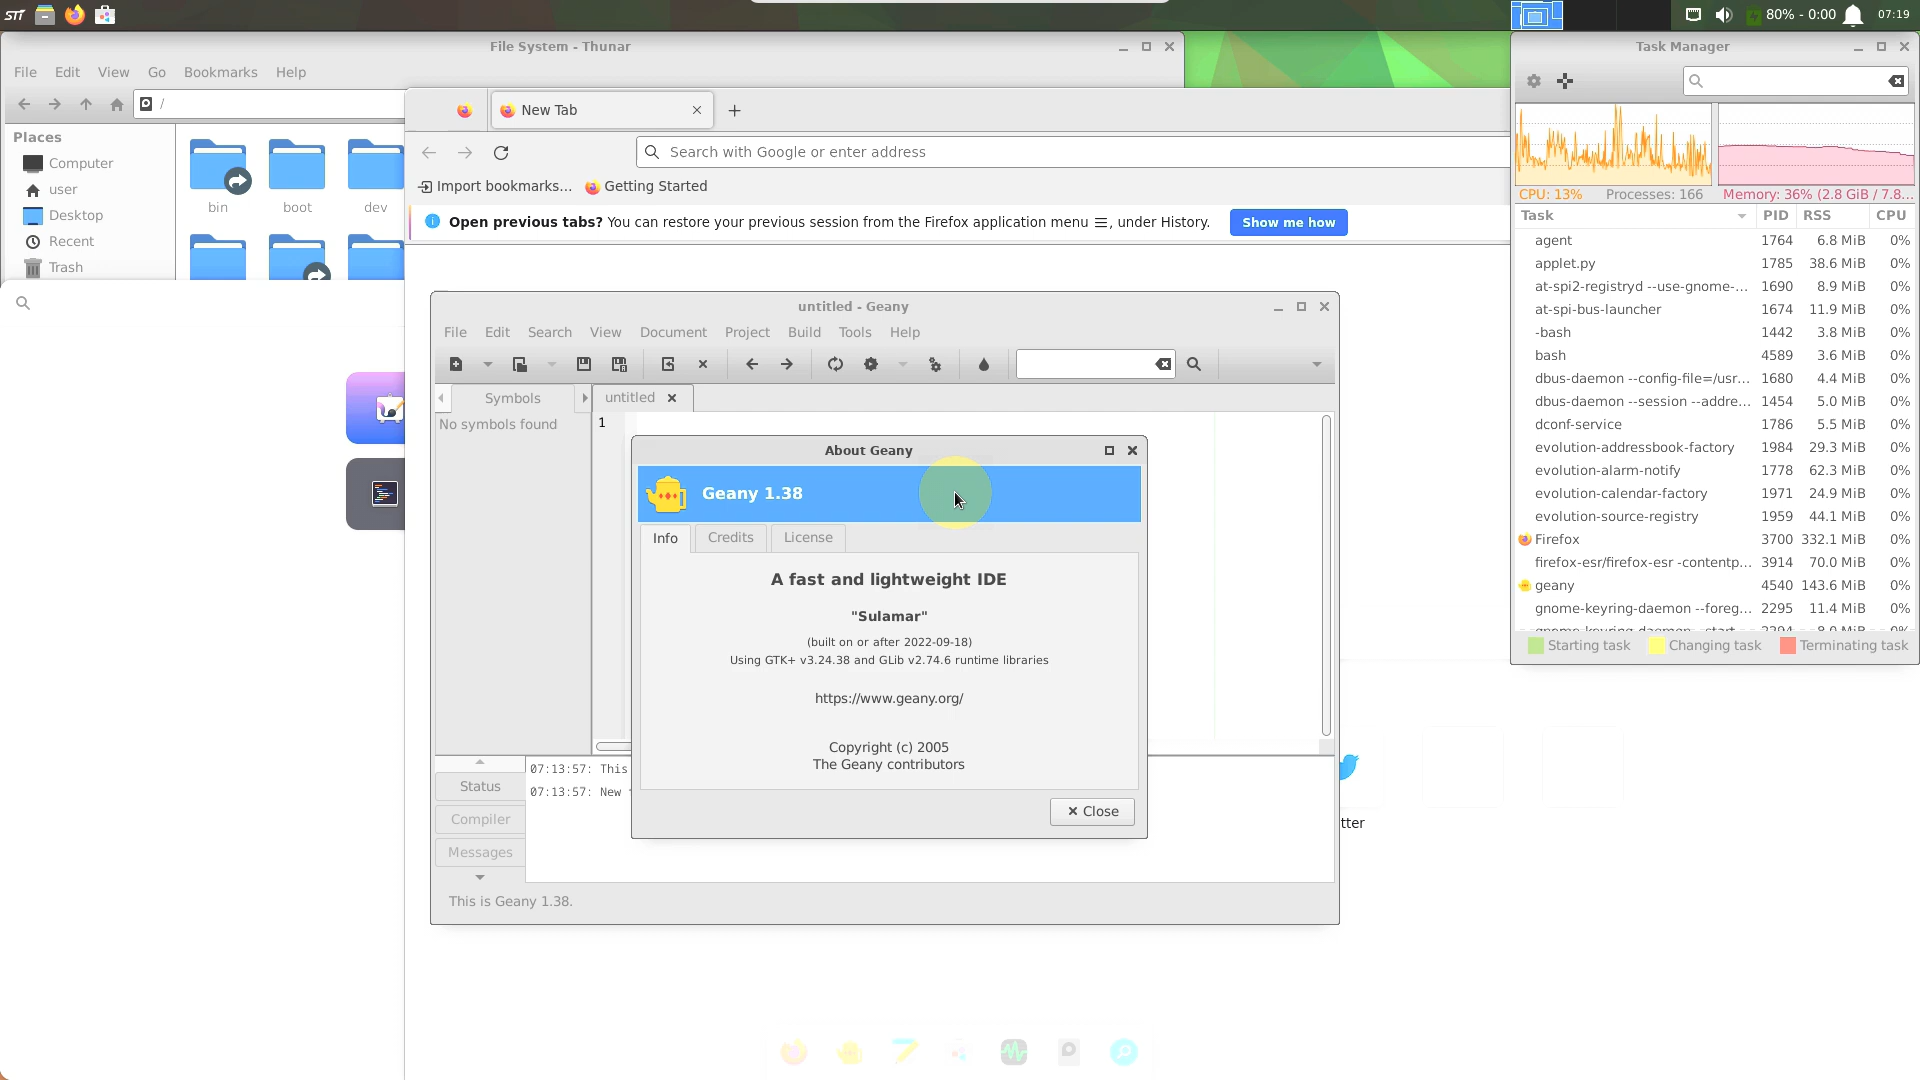 80% - 0:00
07:19
File System - Thunar
File Edit View Go Bookmarks Help
/
Places
Computer
user
Desktop
Recent
Trash
bin
boot
dev
New Tab
Search with Google or enter address
Import bookmarks...
Getting Started
Open previous tabs? You can restore your previous session from the Firefox application menu ☰, under History.
Show me how
untitled - Geany
File Edit Search View Document Project Build Tools Help
Symbols
untitled
No symbols found
1
About Geany
Geany 1.38
Info
Credits
License
A fast and lightweight IDE
"Sulamar"
(built on or after 2022-09-18)
Using GTK+ v3.24.38 and GLib v2.74.6 runtime libraries
https://www.geany.org/
Copyright (c) 2005
The Geany contributors
Close
Status
Compiler
Messages
07:13:57: This
07:13:57: New
This is Geany 1.38.
tter
Task Manager
CPU: 13%
Processes: 166
Memory: 36% (2.8 GiB / 7.8...
Task PID RSS CPU
agent 1764 6.8 MiB 0%
applet.py 1785 38.6 MiB 0%
at-spi2-registryd --use-gnome-... 1690 8.9 MiB 0%
at-spi-bus-launcher 1674 11.9 MiB 0%
-bash 1442 3.8 MiB 0%
bash 4589 3.6 MiB 0%
dbus-daemon --config-file=/usr... 1680 4.4 MiB 0%
dbus-daemon --session --addre... 1454 5.0 MiB 0%
dconf-service 1786 5.5 MiB 0%
evolution-addressbook-factory 1984 29.3 MiB 0%
evolution-alarm-notify 1778 62.3 MiB 0%
evolution-calendar-factory 1971 24.9 MiB 0%
evolution-source-registry 1959 44.1 MiB 0%
Firefox 3700 332.1 MiB 0%
firefox-esr/firefox-esr -contentp... 3914 70.0 MiB 0%
geany 4540 143.6 MiB 0%
gnome-keyring-daemon --foreg... 2295 11.4 MiB 0%
Starting task
Changing task
Terminating task